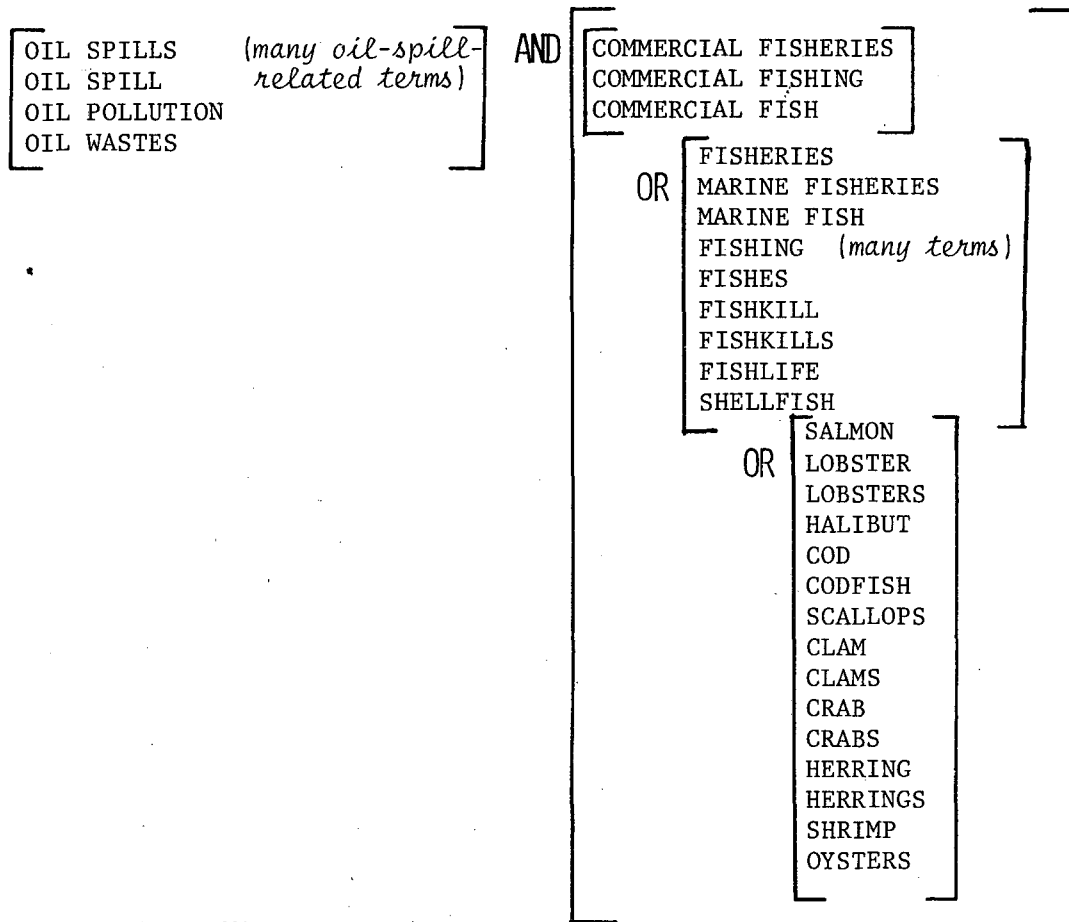 OIL SPILLS (many oil-spill-
OIL SPILL related terms)
OIL POLLUTION
OIL WASTES
AND
COMMERCIAL FISHERIES
COMMERCIAL FISHING
COMMERCIAL FISH
OR
FISHERIES
MARINE FISHERIES
MARINE FISH
FISHING (many terms)
FISHES
FISHKILL
FISHKILLS
FISHLIFE
SHELLFISH
OR
SALMON
LOBSTER
LOBSTERS
HALIBUT
COD
CODFISH
SCALLOPS
CLAM
CLAMS
CRAB
CRABS
HERRING
HERRINGS
SHRIMP
OYSTERS